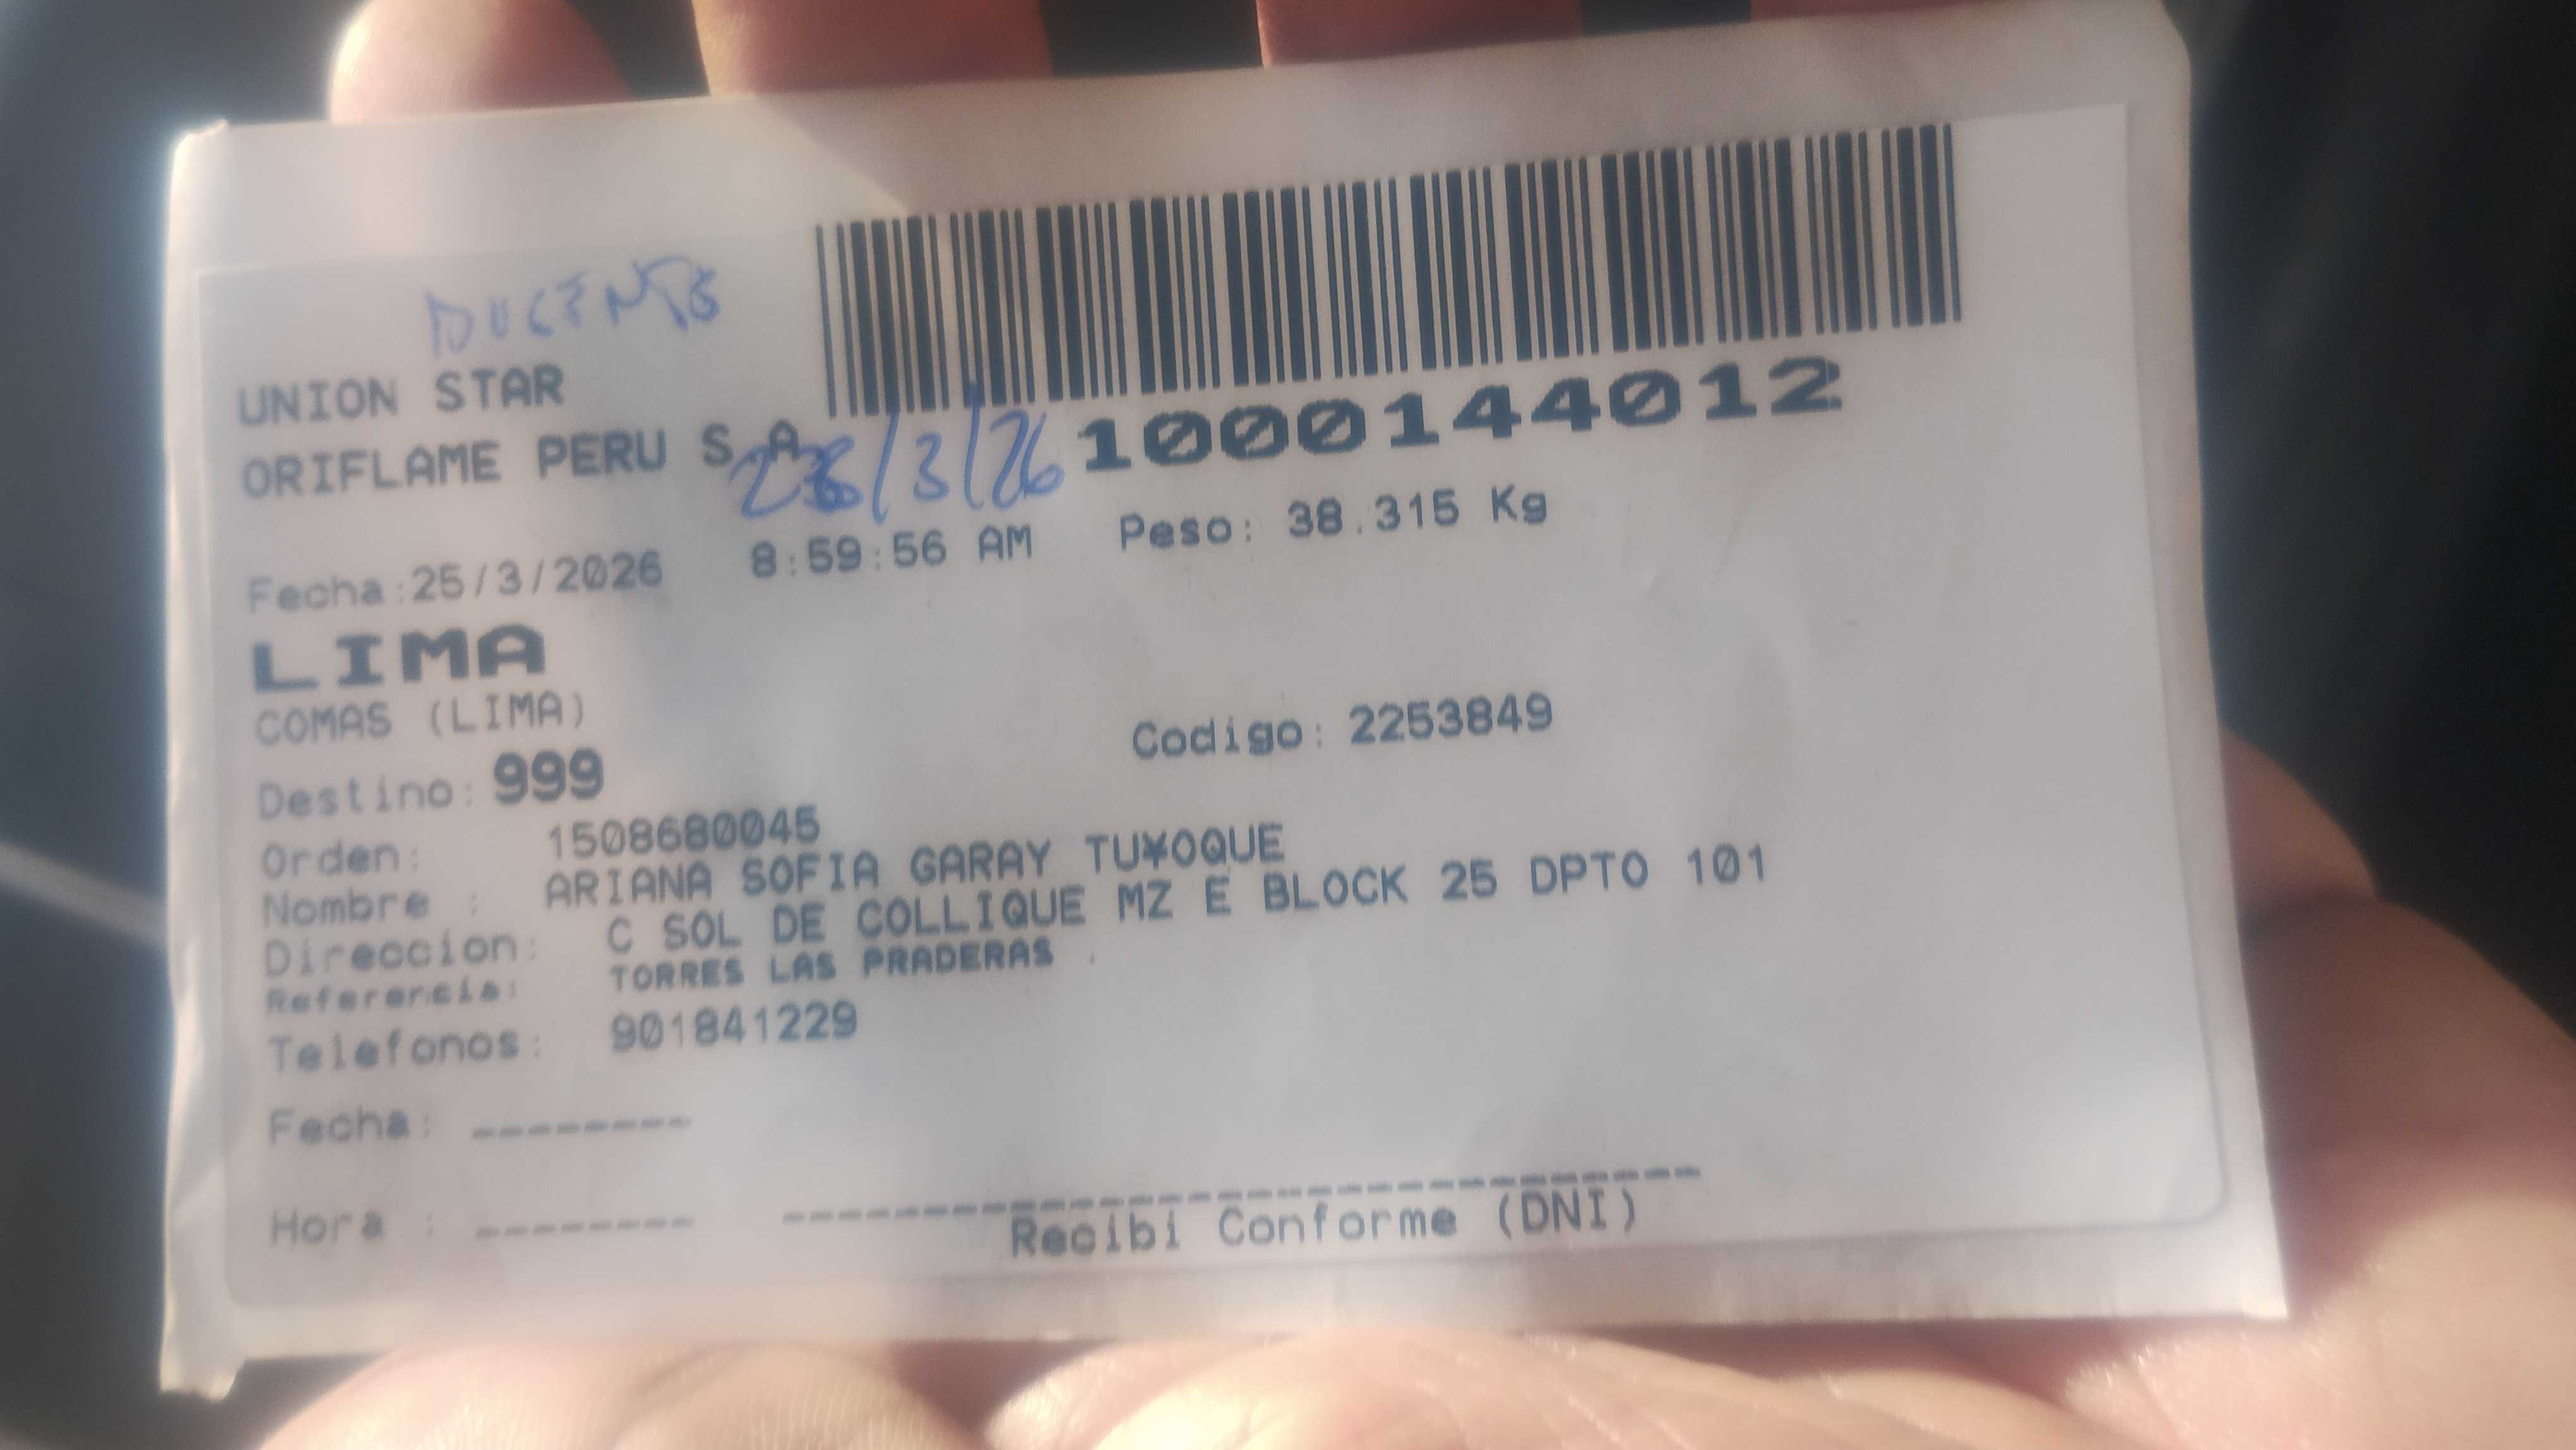 UNION STAR
ORIFLAME PERU S.A
/3/26
1000144012
Fecha:25/3/2026 8:59:56 AM Peso: 38.315 Kg
LIMA
COMAS (LIMA)
Destino: 999 Codigo: 2253849
Orden: 1508680045
Nombre : ARIANA SOFIA GARAY TU¥OQUE
Direccion: C SOL DE COLLIQUE MZ E BLOCK 25 DPTO 101
Referencia: TORRES LAS PRADERAS .
Telefonos: 901841229
Fecha: --------
Hora : --------
Recibi Conforme (DNI)